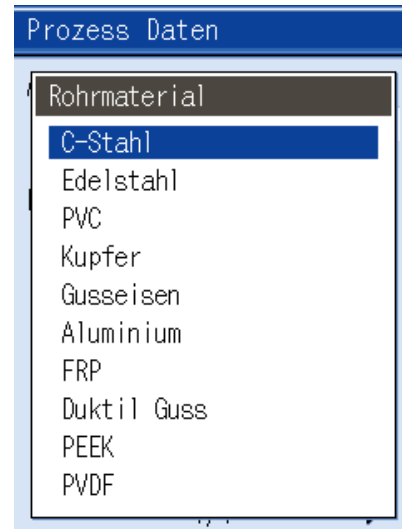 Prozess Daten
Rohrmaterial
C-Stahl
Edelstahl
PVC
Kupfer
Gusseisen
Aluminium
FRP
Duktil Guss
PEEK
PVDF